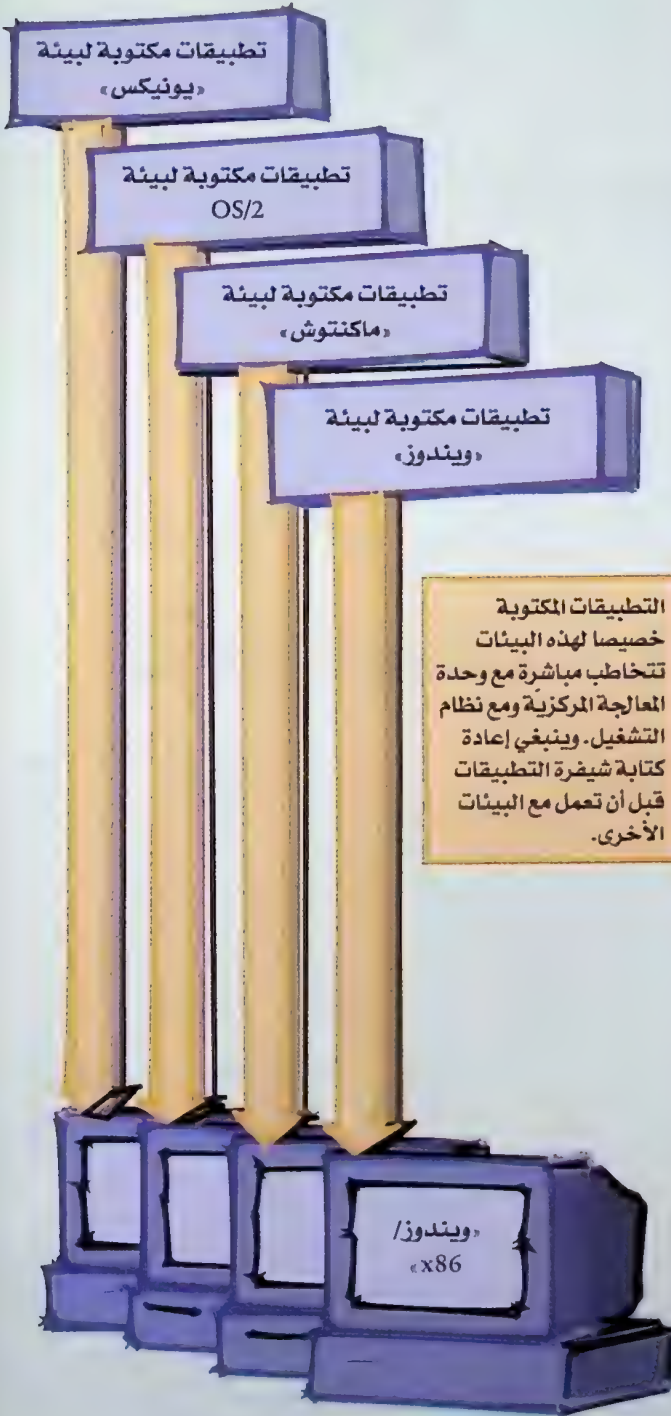 تطبيقات مكتوبة لبيئة
«يونيكس»
تطبيقات مكتوبة لبيئة
OS/2
تطبيقات مكتوبة لبيئة
«ماكنتوش»
تطبيقات مكتوبة لبيئة
«ويندوز»
التطبيقات المكتوبة
خصيصا لهذه البيئات
تتخاطب مباشرة مع وحدة
المعالجة المركزية ومع نظام
التشغيل. وينبغي إعادة
كتابة شيفرة التطبيقات
قبل أن تعمل مع البيئات
الأخرى.
«ويندوز/
x86»